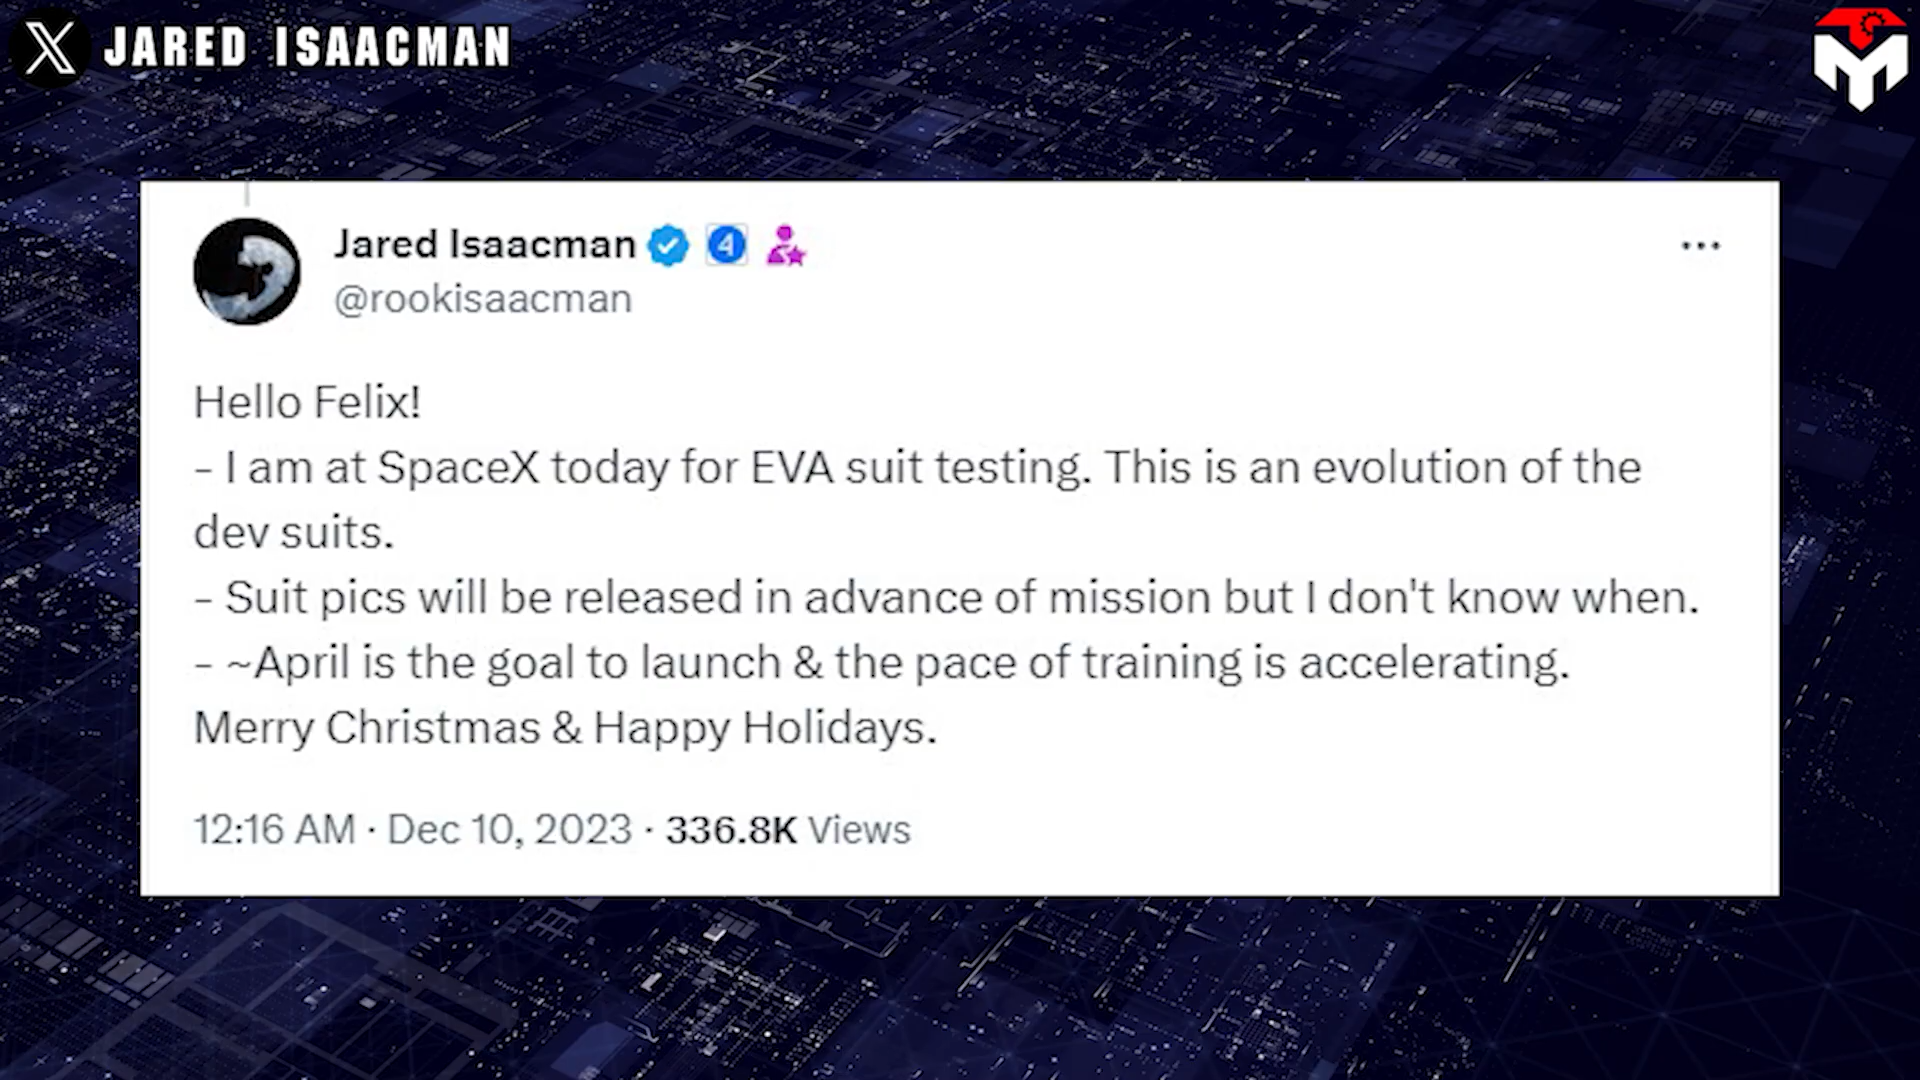 JARED ISAACMAN
Jared Isaacman
@rookisaacman
Hello Felix!
- I am at SpaceX today for EVA suit testing. This is an evolution of the
dev suits.
- Suit pics will be released in advance of mission but I don't know when.
- ~April is the goal to launch & the pace of training is accelerating.
Merry Christmas & Happy Holidays.
12:16 AM · Dec 10, 2023 · 336.8K Views